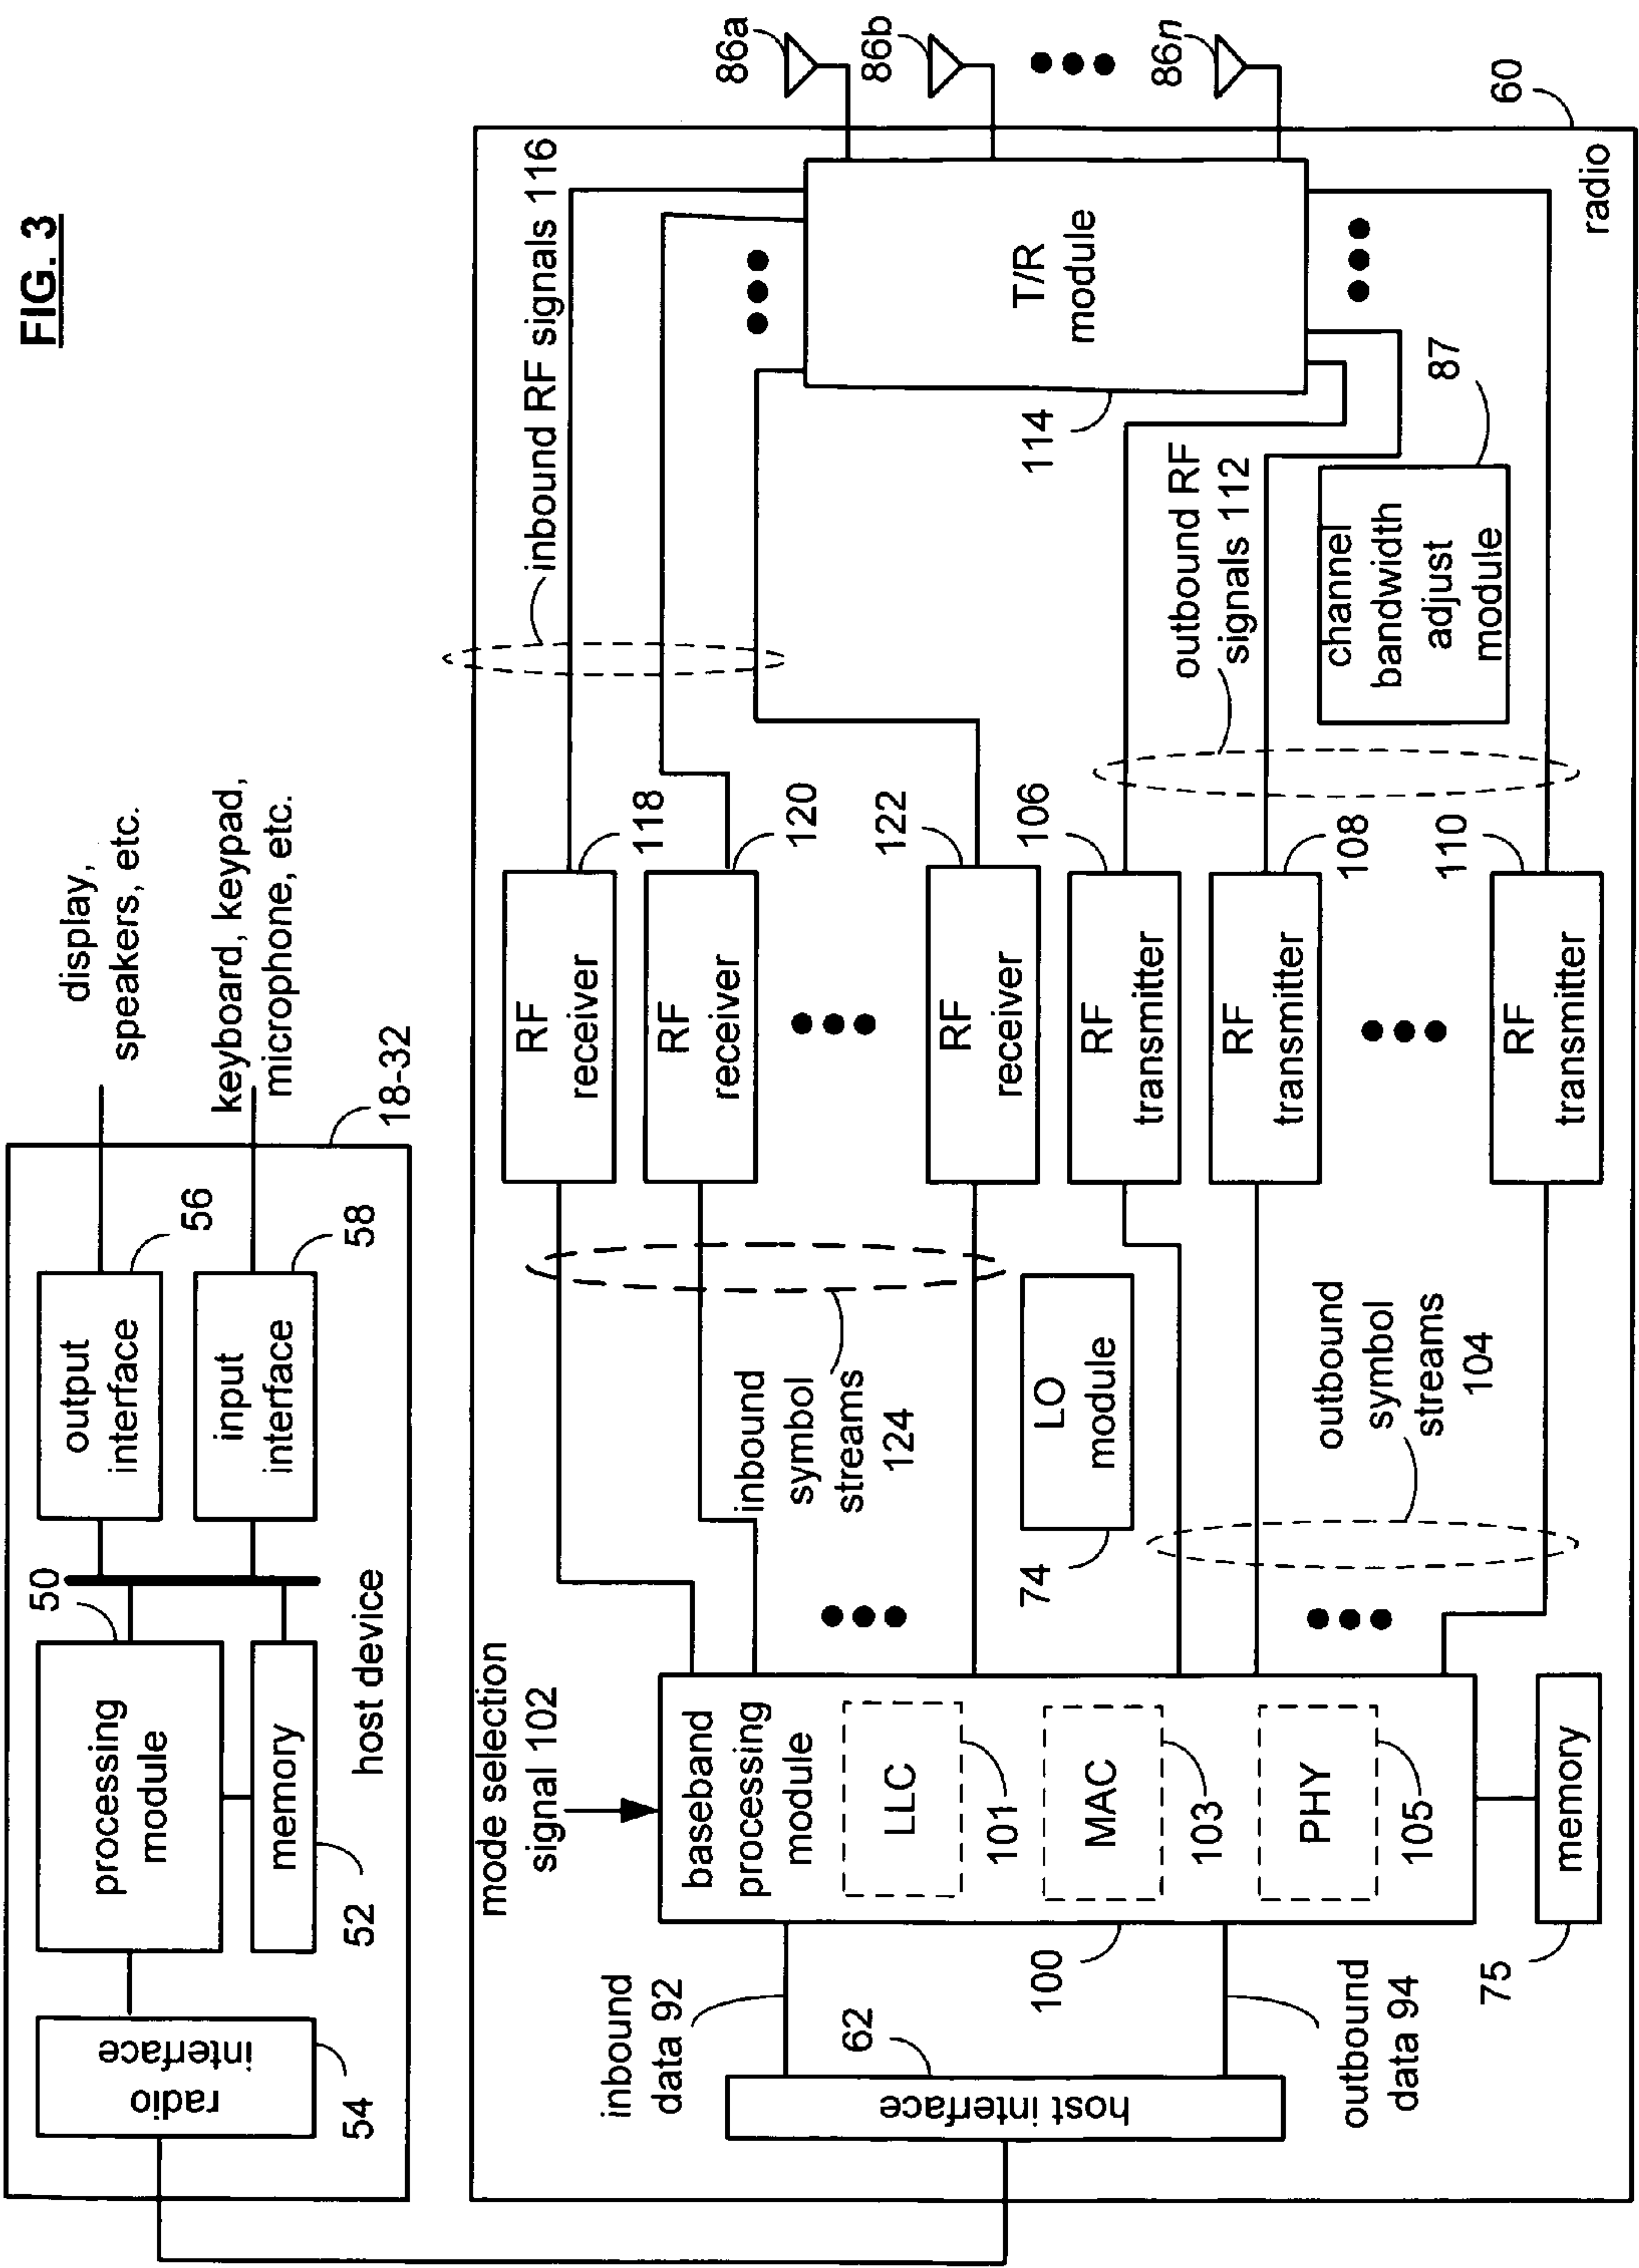 FIG. 3
display,
speakers, etc.
keyboard, keypad,
microphone, etc.
18-32
output
interface
56
input
interface
58
50
processing
module
memory
52
host device
radio
interface
54
radio
60
host interface
62
inbound
data 92
outbound
data 94
mode selection
signal 102
baseband
processing
module
100
LLC
101
MAC
103
PHY
105
memory
75
inbound
symbol
streams
124
LO
module
74
outbound
symbol
streams
104
RF
receiver
118
RF
receiver
120
RF
receiver
122
RF
transmitter
106
RF
transmitter
108
RF
transmitter
110
inbound RF signals 116
outbound RF
signals 112
channel
bandwidth
adjust
module
87
T/R
module
114
86a
86b
86n